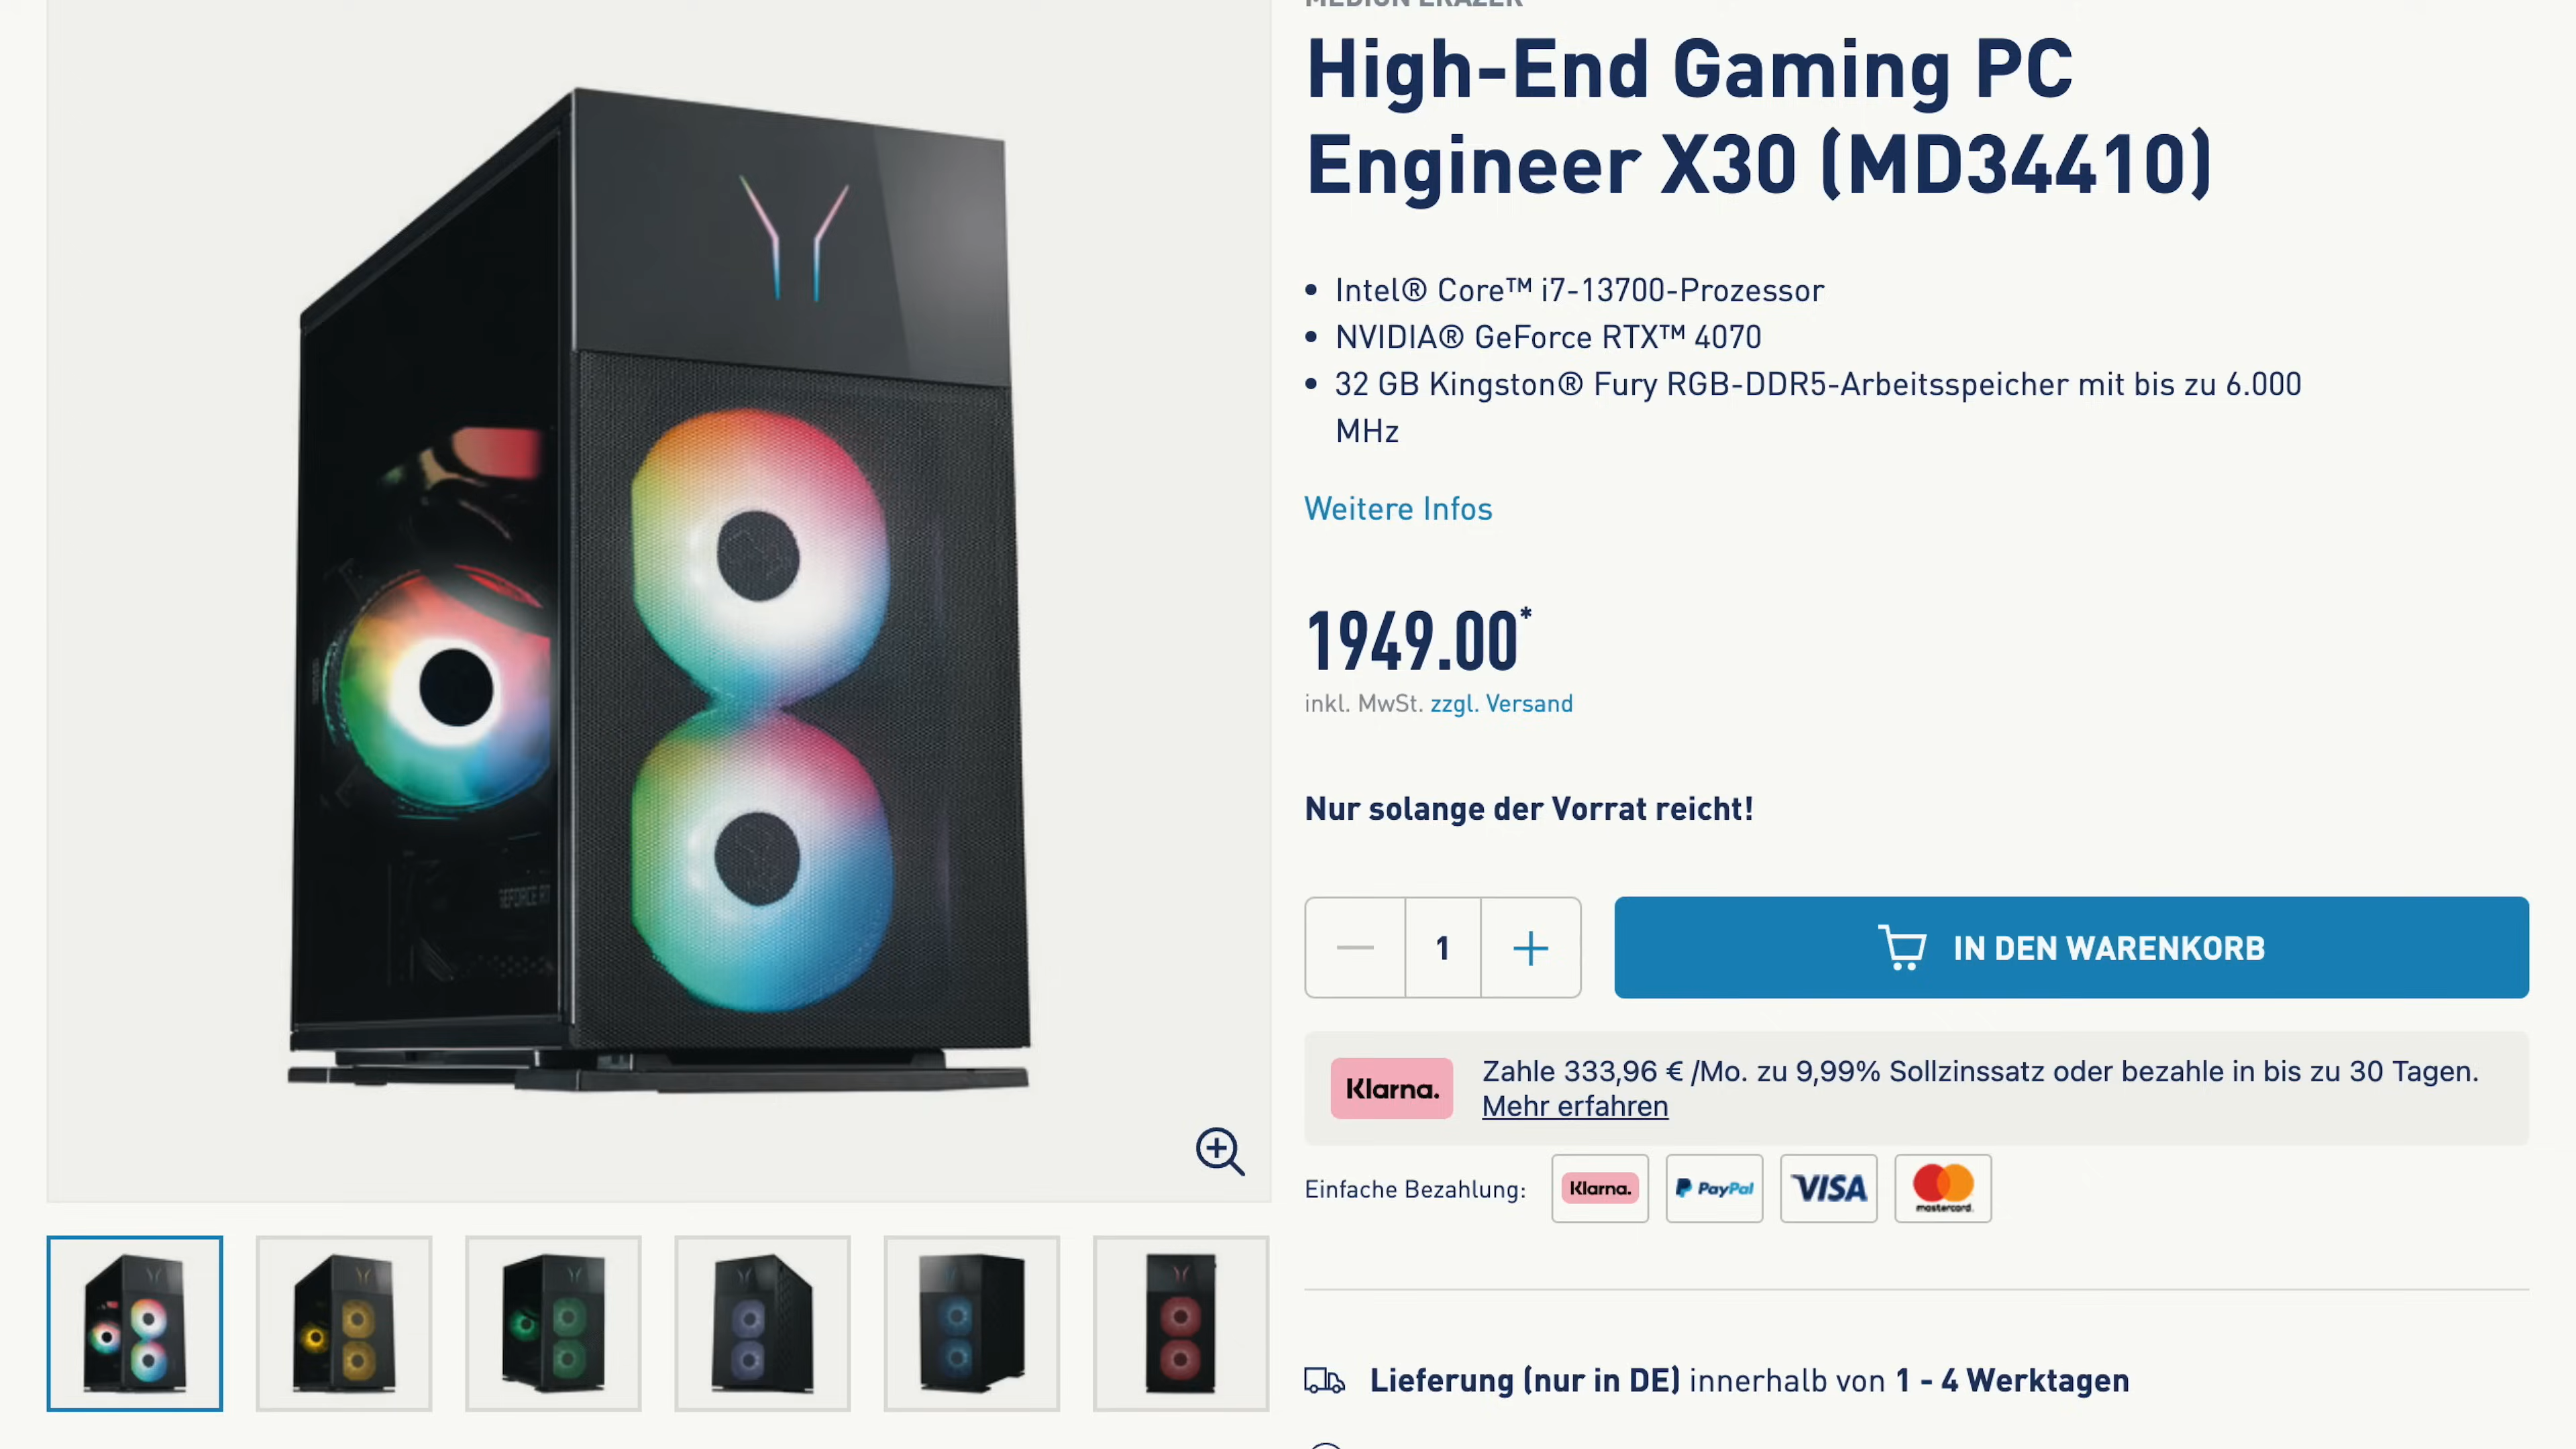 High-End Gaming PC
Engineer X30 (MD34410)
• Intel® Core™ i7-13700-Prozessor
• NVIDIA® GeForce RTX™ 4070
• 32 GB Kingston® Fury RGB-DDR5-Arbeitsspeicher mit bis zu 6.000
MHz
Weitere Infos
1949.00*
inkl. MwSt. zzgl. Versand
Nur solange der Vorrat reicht!
1
IN DEN WARENKORB
Klarna.
Zahle 333,96 € /Mo. zu 9,99% Sollzinssatz oder bezahle in bis zu 30 Tagen.
Mehr erfahren
Einfache Bezahlung: Klarna. PayPal VISA mastercard.
Lieferung (nur in DE) innerhalb von 1 - 4 Werktagen